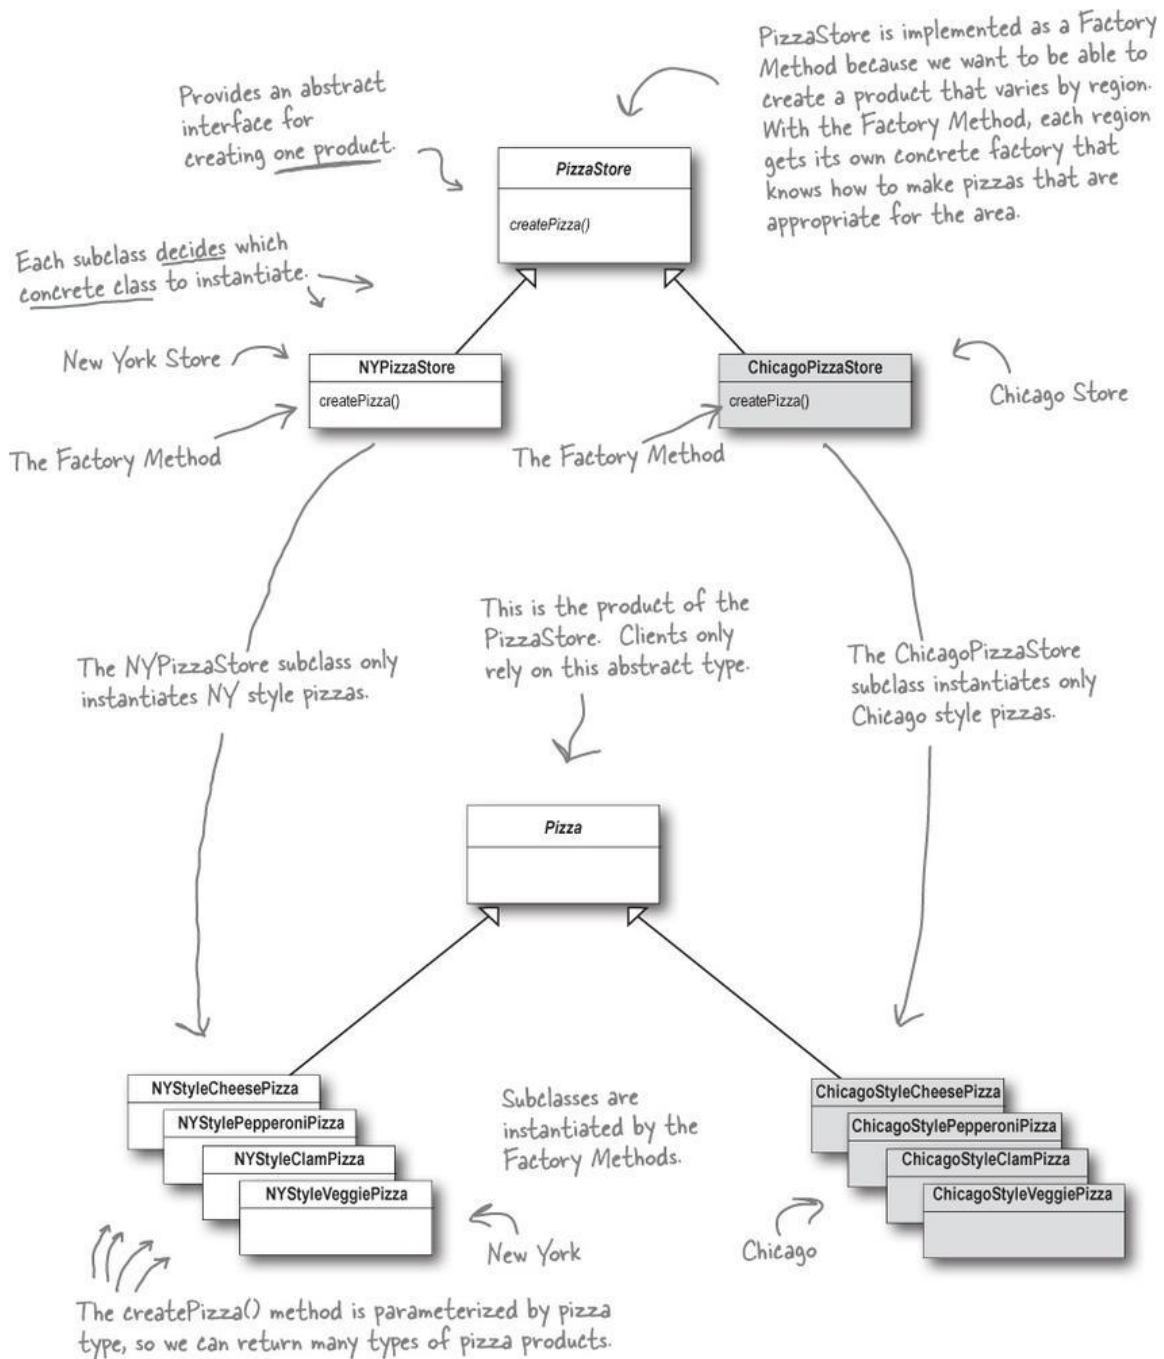 PizzaStore is implemented as a Factory
Method because we want to be able to
create a product that varies by region.
With the Factory Method, each region
gets its own concrete factory that
knows how to make pizzas that are
appropriate for the area.
Provides an abstract
interface for
creating one product.
PizzaStore
createPizza()
Each subclass decides which
concrete class to instantiate.
New York Store
NYPizzaStore
createPizza()
ChicagoPizzaStore
createPizza()
Chicago Store
The Factory Method
The Factory Method
The NYPizzaStore subclass only
instantiates NY style pizzas.
This is the product of the
PizzaStore. Clients only
rely on this abstract type.
The ChicagoPizzaStore
subclass instantiates only
Chicago style pizzas.
Pizza
NYStyleCheesePizza
NYStylePepperoniPizza
NYStyleClamPizza
NYStyleVeggiePizza
Subclasses are
instantiated by the
Factory Methods.
ChicagoStyleCheesePizza
ChicagoStylePepperoniPizza
ChicagoStyleClamPizza
ChicagoStyleVeggiePizza
New York
Chicago
The createPizza() method is parameterized by pizza
type, so we can return many types of pizza products.